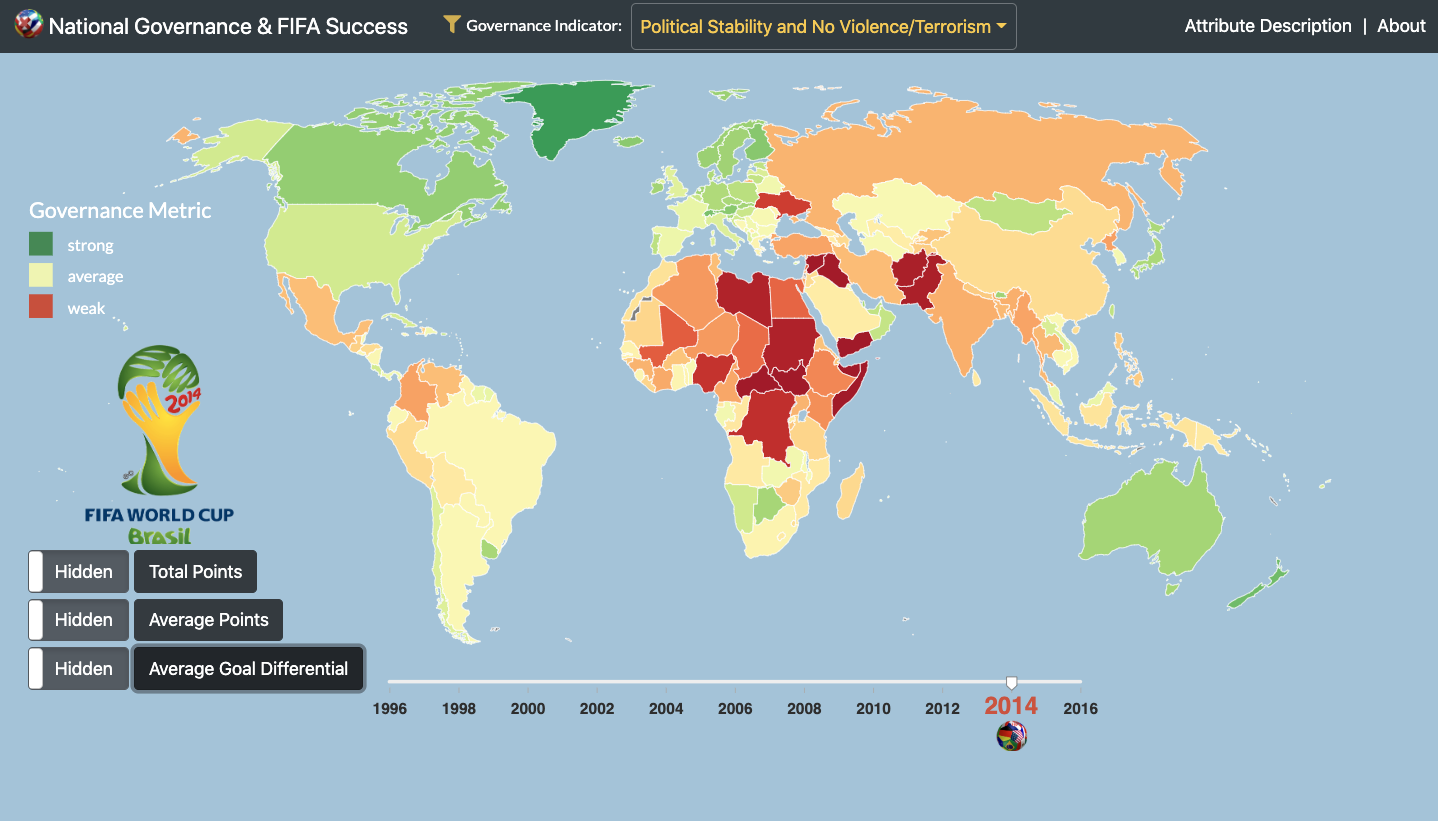 National Governance & FIFA Success
Governance Indicator:
Political Stability and No Violence/Terrorism
Attribute Description | About
Governance Metric
strong
average
weak
2014
FIFA WORLD CUP
Brasil
Hidden Total Points
Hidden Average Points
Hidden Average Goal Differential
1996 1998 2000 2002 2004 2006 2008 2010 2012 2014 2016